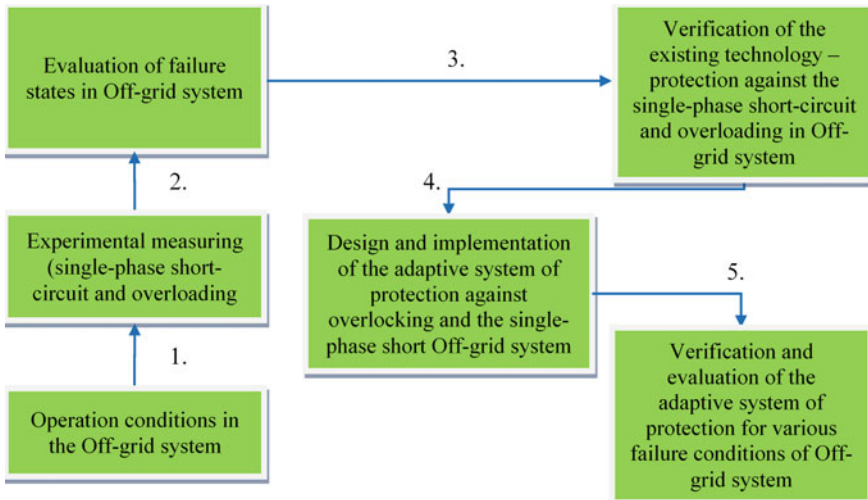 Evaluation of failure
states in Off-grid system
3.
Verification of the
existing technology –
protection against the
single-phase short-circuit
and overloading in Off-
grid system
2.
4.
Experimental measuring
(single-phase short-
circuit and overloading
Design and implementation
of the adaptive system of
protection against
overlocking and the single-
phase short Off-grid system
5.
1.
Operation conditions in
the Off-grid system
Verification and
evaluation of the
adaptive system of
protection for various
failure conditions of Off-
grid system